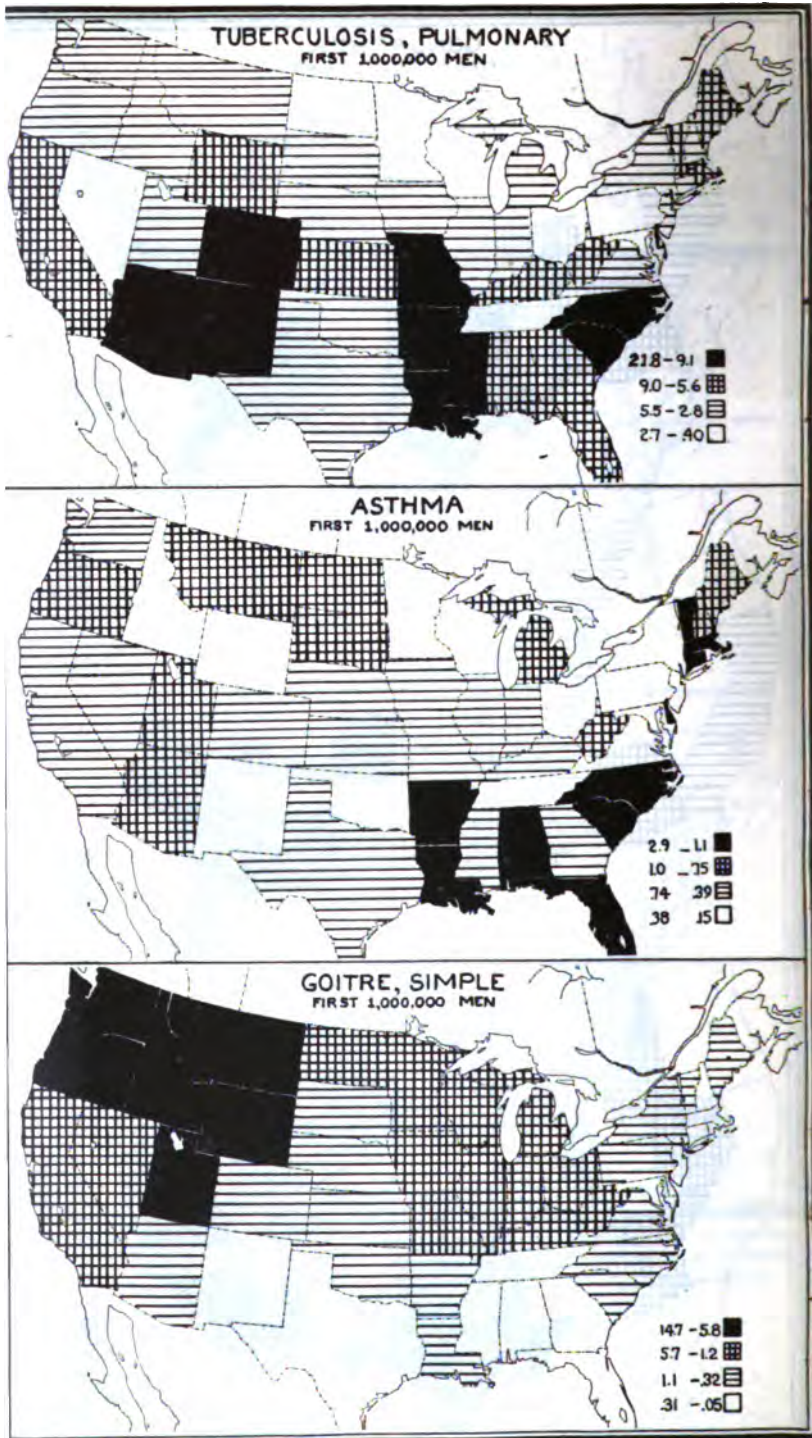 TUBERCULOSIS, PULMONARY
FIRST 1,000,000 MEN
21.8 – 9.1
9.0 – 5.6
5.5 – 2.8
2.7 – .40
ASTHMA
FIRST 1,000,000 MEN
2.9 – 1.1
1.0 – .75
.74 .39
.38 .15
GOITRE, SIMPLE
FIRST 1,000,000 MEN
14.7 – 5.8
5.7 – 1.2
1.1 – .32
.31 – .05